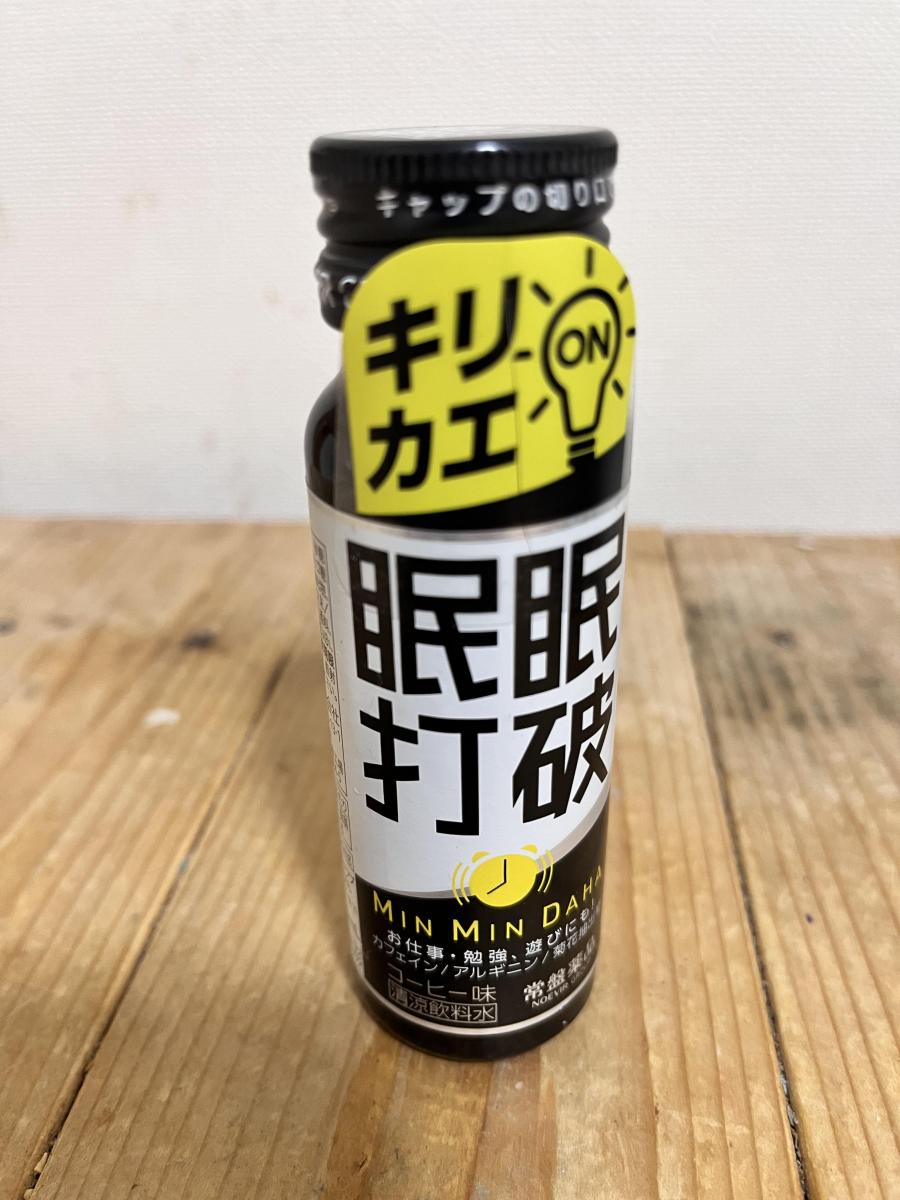 キャップの切り口
キリ
カエ
ON
眠眠
打破
MIN MIN DAHA
お仕事・勉強、遊びにも!
カフェイン/アルギニン/菊花抽出
コーヒー味
清涼飲料水
常盤薬品
NOEVIR